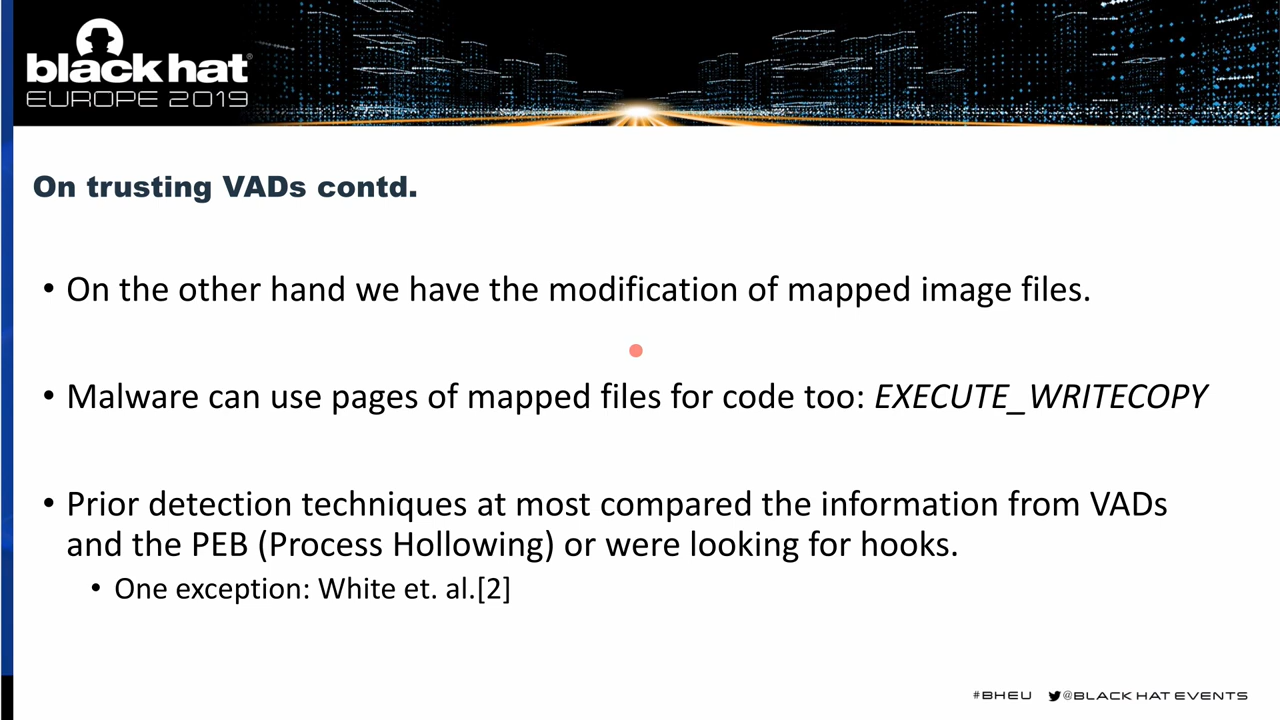 black hat®
EUROPE 2019
On trusting VADs contd.
• On the other hand we have the modification of mapped image files.
• Malware can use pages of mapped files for code too: EXECUTE_WRITECOPY
• Prior detection techniques at most compared the information from VADs
and the PEB (Process Hollowing) or were looking for hooks.
• One exception: White et. al.[2]
#BHEU @BLACK HAT EVENTS